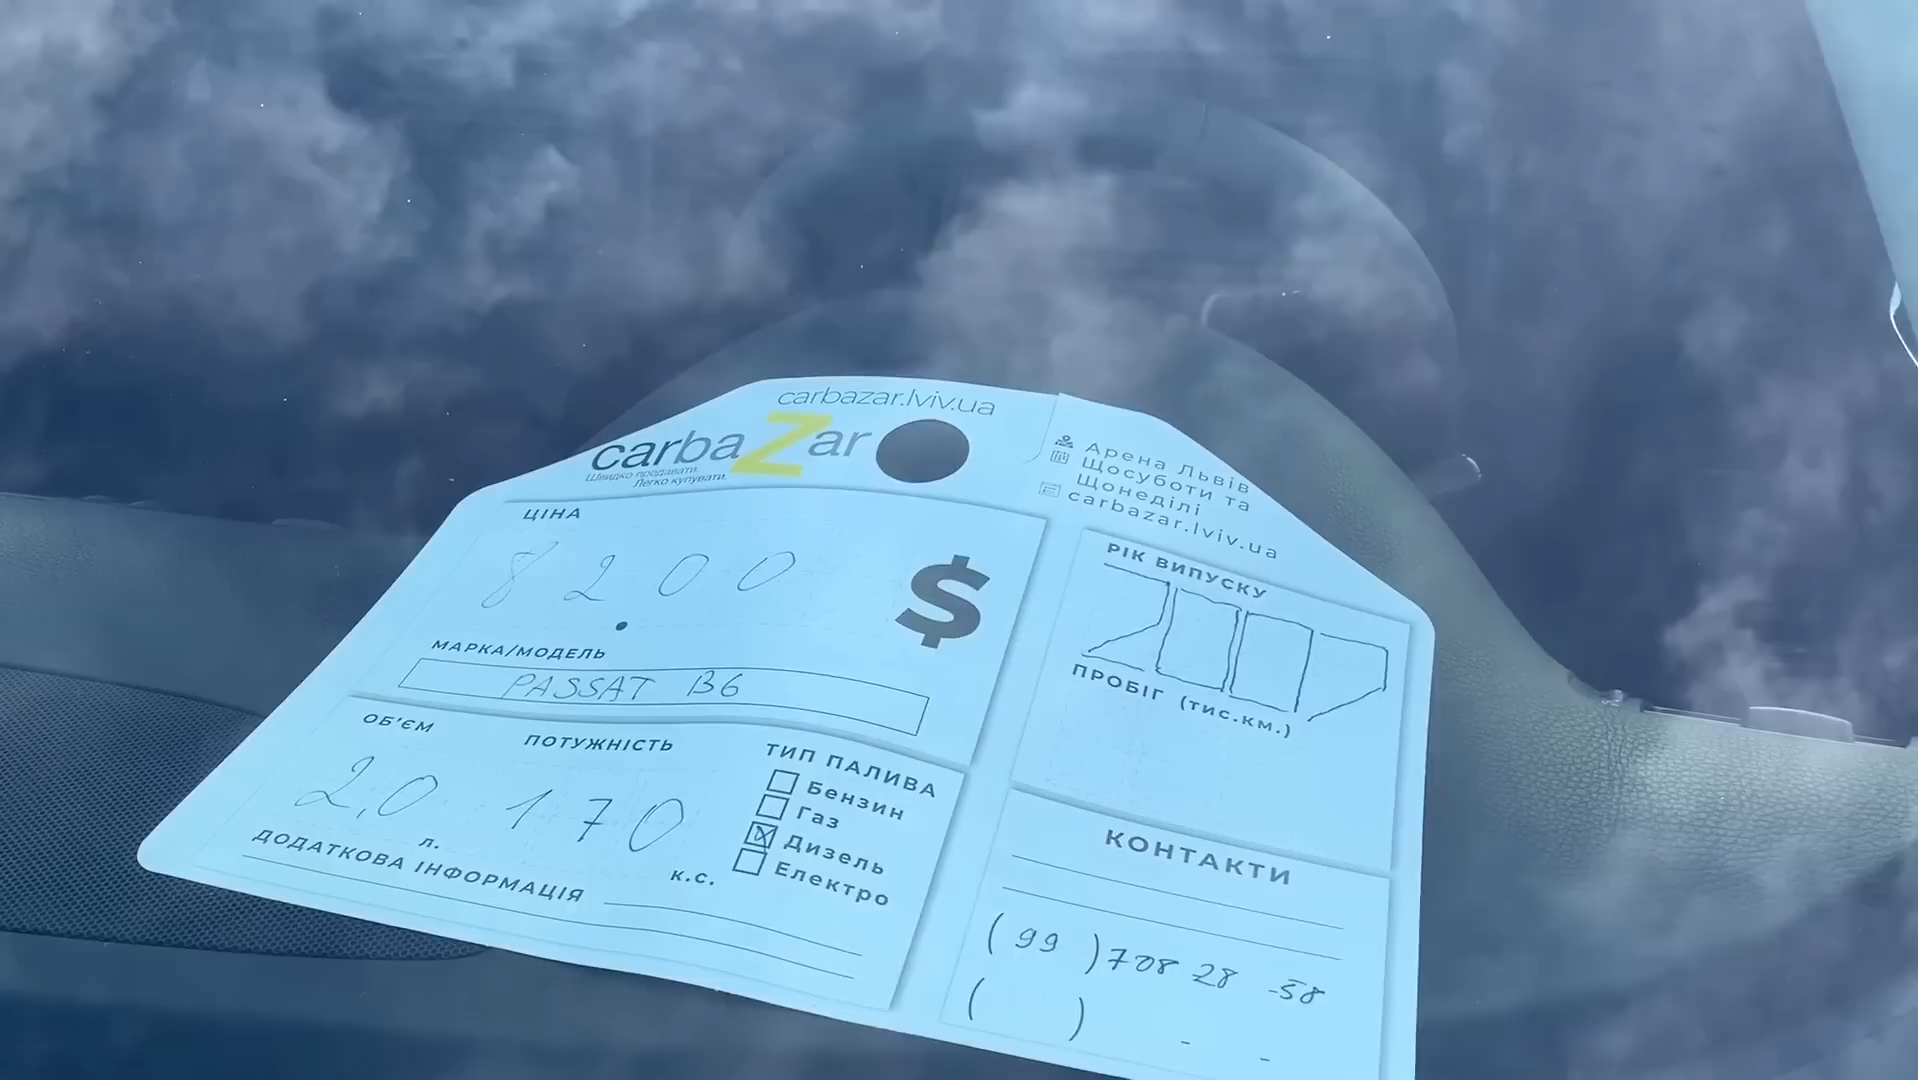 carbazar.lviv.ua
carbaZar
Швидко продавати.
Легко купувати.
Арена Львів
Щосуботи та
Щонеділі
carbazar.lviv.ua
ЦІНА
8200 $
МАРКА/МОДЕЛЬ
PASSAT B6
ОБ'ЄМ
2,0 л.
ПОТУЖНІСТЬ
170 к.с.
ТИП ПАЛИВА
Бензин
Газ
Дизель
Електро
ДОДАТКОВА ІНФОРМАЦІЯ
РІК ВИПУСКУ
ПРОБІГ (ТИС.КМ.)
КОНТАКТИ
(99) 708 28 -58
( ) - -